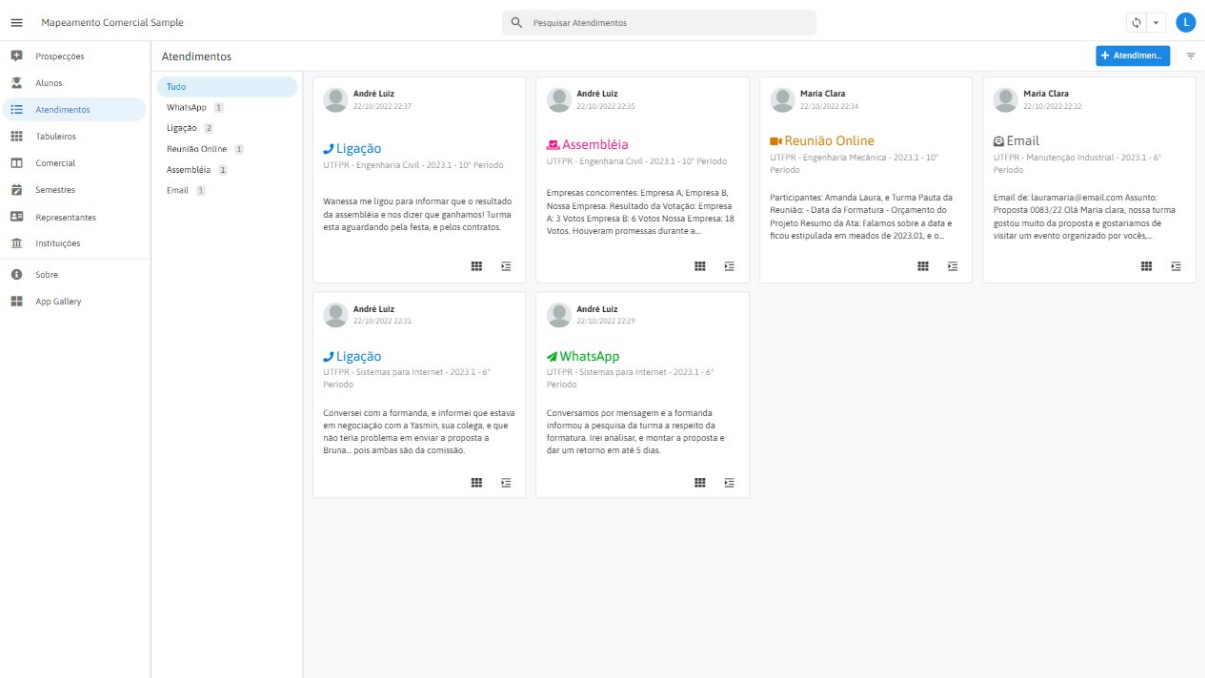 Mapeamento Comercial Sample
Pesquisar Atendimentos
L
Prospecções
Alunos
Atendimentos
Tabuleiros
Comercial
Semestres
Representantes
Instituições
Sobre
App Gallery
Atendimentos
+ Atendimen...
Tudo
WhatsApp 1
Ligação 2
Reunião Online 1
Assembléia 1
Email 1
André Luiz
22/10/2022 22:37
Ligação
UTFPR - Engenharia Civil - 2023.1 - 10° Período
Wanessa me ligou para informar que o resultado
da assembléia e nos dizer que ganhamos! Turma
esta aguardando pela festa, e pelos contratos.
André Luiz
22/10/2022 22:35
Assembléia
UTFPR - Engenharia Civil - 2023.1 - 10° Período
Empresas concorrentes: Empresa A, Empresa B,
Nossa Empresa. Resultado da Votação: Empresa
A: 3 Votos Empresa B: 6 Votos Nossa Empresa: 18
Votos. Houveram promessas durante a...
Maria Clara
22/10/2022 22:34
Reunião Online
UTFPR - Engenharia Mecânica - 2023.1 - 10°
Período
Participantes: Amanda Laura, e Turma Pauta da
Reunião: - Data da Formatura - Orçamento do
Projeto Resumo da Ata: Falamos sobre a data e
ficou estipulada em meados de 2023.01, e o...
Maria Clara
22/10/2022 22:32
Email
UTFPR - Manutenção Industrial - 2023.1 - 6°
Período
Email de: lauramaria@email.com Assunto:
Proposta 0083/22 Olá Maria clara, nossa turma
gostou muito da proposta e gostaríamos de
visitar um evento organizado por vocês,...
André Luiz
22/10/2022 22:31
Ligação
UTFPR - Sistemas para Internet - 2023.1 - 6°
Período
Conversei com a formanda, e informei que estava
em negociação com a Yasmin, sua colega, e que
não teria problema em enviar a proposta a
Bruna... pois ambas são da comissão.
André Luiz
22/10/2022 22:29
WhatsApp
UTFPR - Sistemas para Internet - 2023.1 - 6°
Período
Conversamos por mensagem e a formanda
informou a pesquisa da turma a respeito da
formatura. Irei analisar, e montar a proposta e
dar um retorno em até 5 dias.